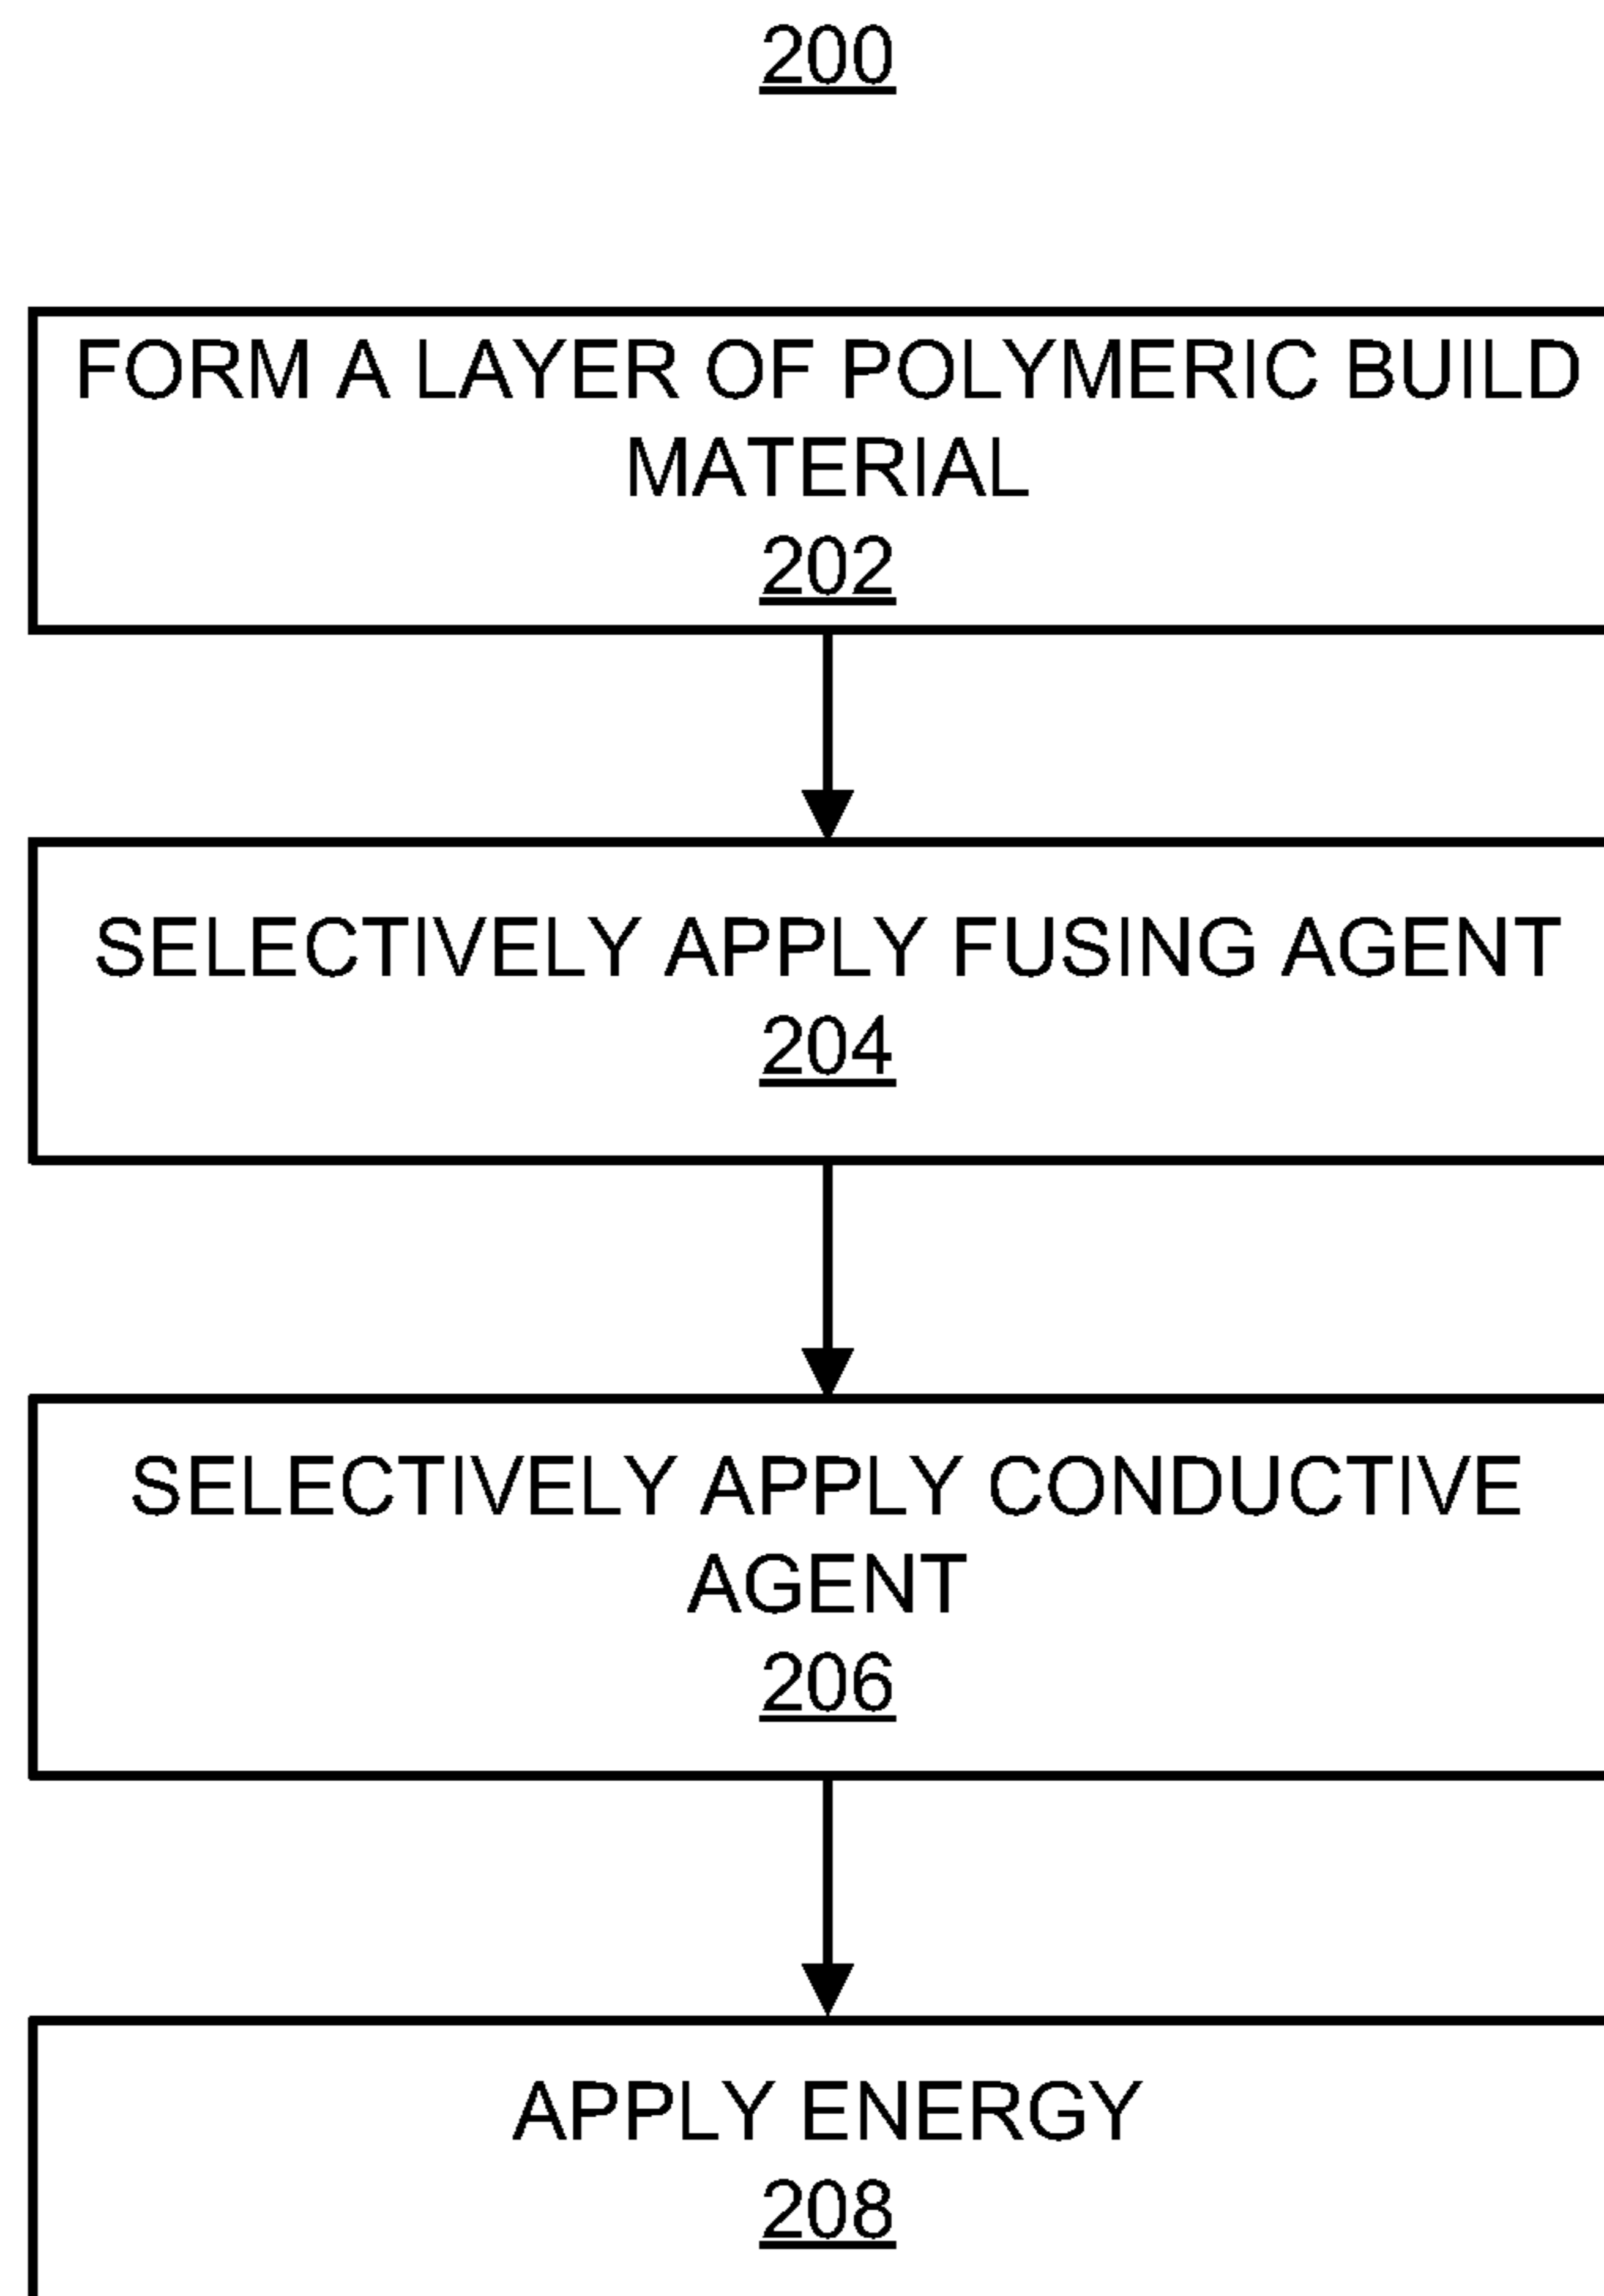 200
FORM A LAYER OF POLYMERIC BUILD
MATERIAL
202
SELECTIVELY APPLY FUSING AGENT
204
SELECTIVELY APPLY CONDUCTIVE
AGENT
206
APPLY ENERGY
208